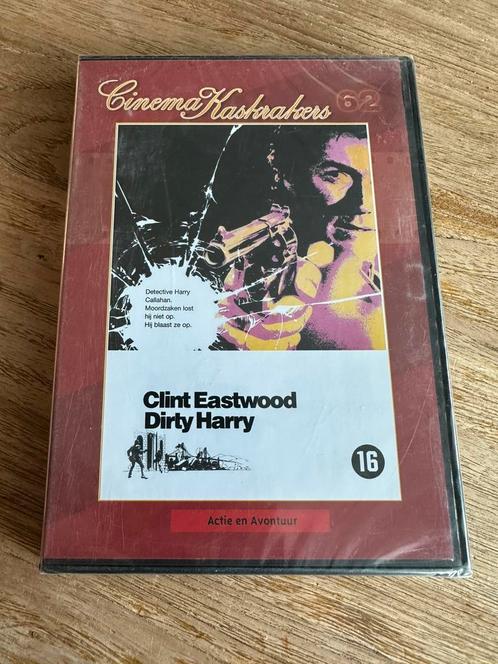 Cinema Kaskrakers 62
Detective Harry
Callahan.
Moordzaken lost
hij niet op.
Hij blaast ze op.
Clint Eastwood
Dirty Harry
16
Actie en Avontuur